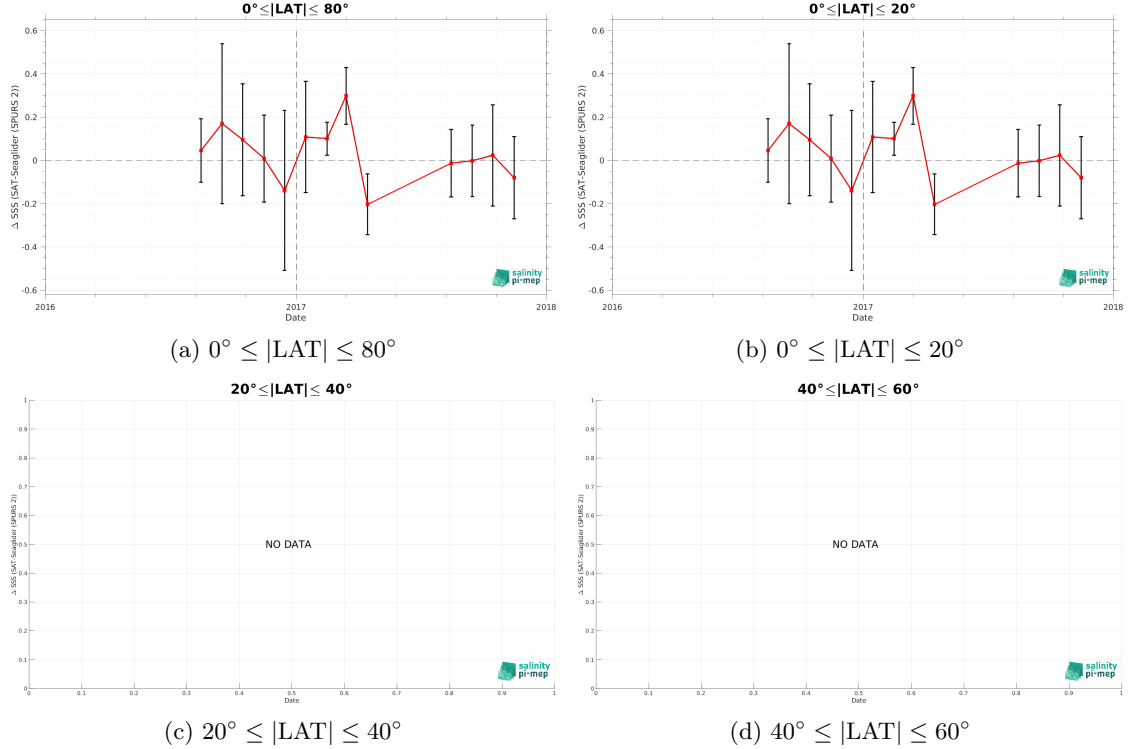 0°≤|LAT|≤ 80°
Δ SSS (SAT-Seaglider (SPURS 2))
0.6
0.4
0.2
0
-0.2
-0.4
-0.6
2016
2017
2018
Date
salinity
pi-mep
(a) 0° ≤ |LAT| ≤ 80°
0°≤|LAT|≤ 20°
Δ SSS (SAT-Seaglider (SPURS 2))
0.6
0.4
0.2
0
-0.2
-0.4
-0.6
2016
2017
2018
Date
salinity
pi-mep
(b) 0° ≤ |LAT| ≤ 20°
20°≤|LAT|≤ 40°
Δ SSS (SAT-Seaglider (SPURS 2))
1
0.9
0.8
0.7
0.6
0.5
0.4
0.3
0.2
0.1
0
NO DATA
0 0.1 0.2 0.3 0.4 0.5 0.6 0.7 0.8 0.9 1
Date
salinity
pi-mep
(c) 20° ≤ |LAT| ≤ 40°
40°≤|LAT|≤ 60°
Δ SSS (SAT-Seaglider (SPURS 2))
1
0.9
0.8
0.7
0.6
0.5
0.4
0.3
0.2
0.1
0
NO DATA
0 0.1 0.2 0.3 0.4 0.5 0.6 0.7 0.8 0.9 1
Date
salinity
pi-mep
(d) 40° ≤ |LAT| ≤ 60°